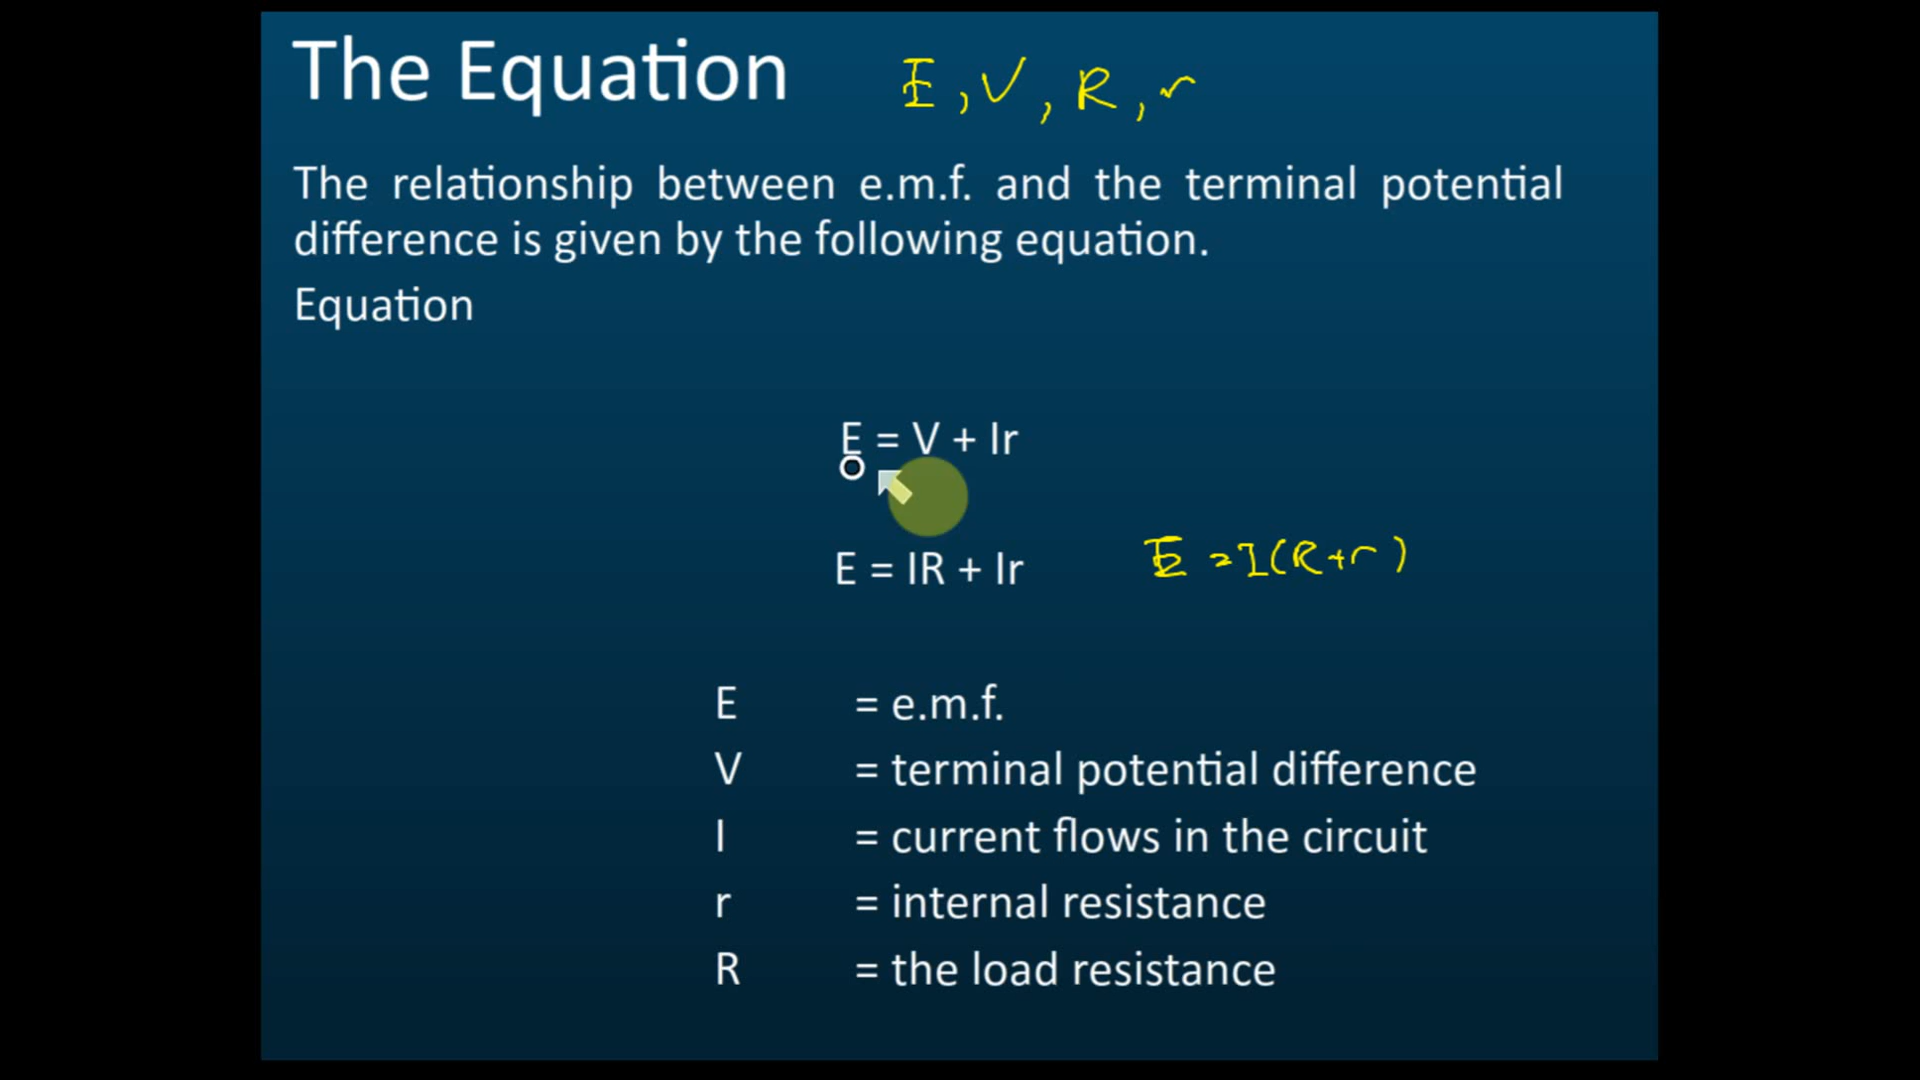 The Equation E, V, R, r
The relationship between e.m.f. and the terminal potential
difference is given by the following equation.
Equation
E = V + Ir
E = IR + Ir E = I(R+r)
E = e.m.f.
V = terminal potential difference
I = current flows in the circuit
r = internal resistance
R = the load resistance